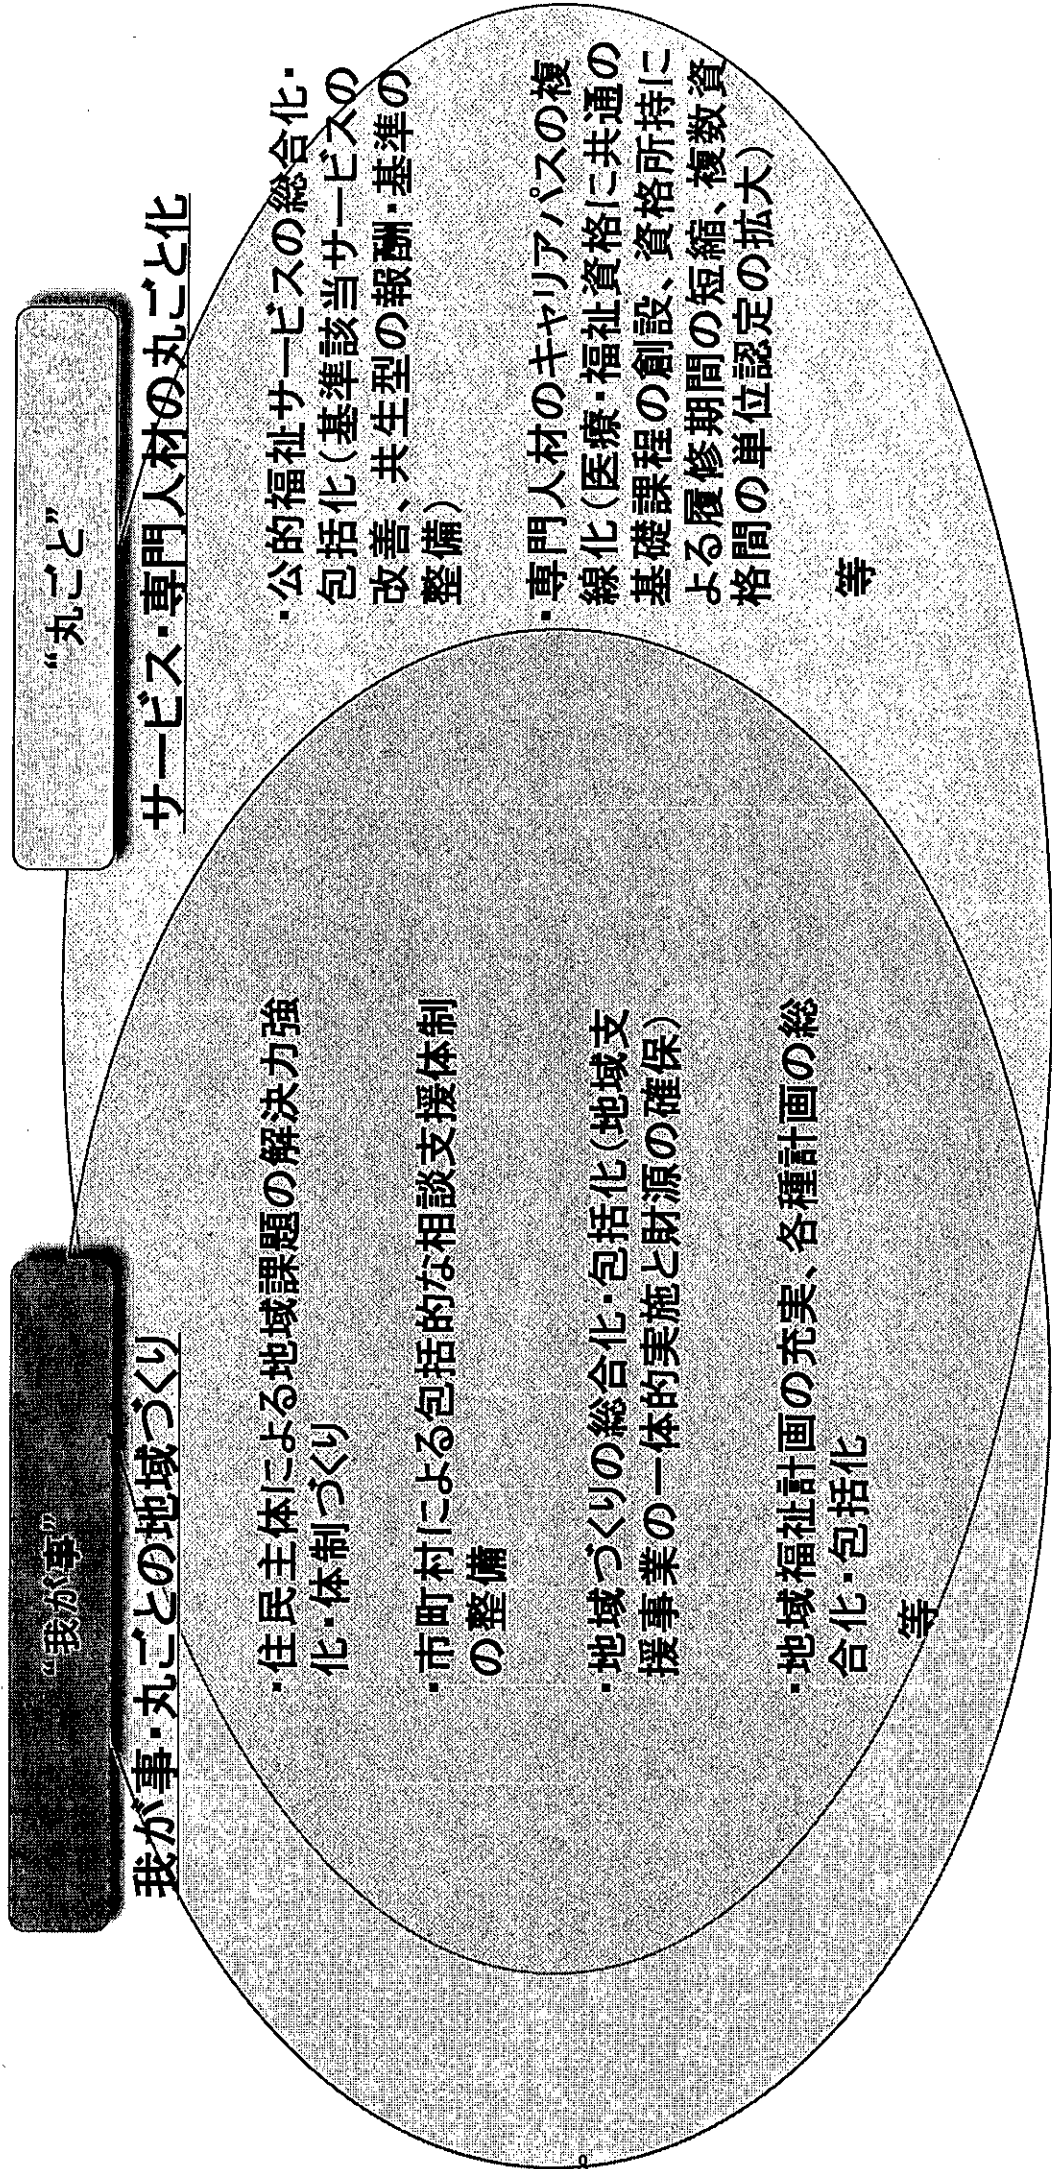 “我が事”
我が事・丸ごとの地域づくり
・住民主体による地域課題の解決力強
化・体制づくり
・市町村による包括的な相談支援体制
の整備
・地域づくりの総合化・包括化（地域支
援事業の一体的実施と財源の確保）
・地域福祉計画の充実、各種計画の総
合化・包括化
等
“丸ごと”
サービス・専門人材の丸ごと化
・公的福祉サービスの総合化・
包括化（基準該当サービスの
改善、共生型の報酬・基準の
整備）
・専門人材のキャリアパスの複
線化（医療・福祉資格に共通の
基礎課程の創設、資格所持に
よる履修期間の短縮、複数資
格間の単位認定の拡大）
等